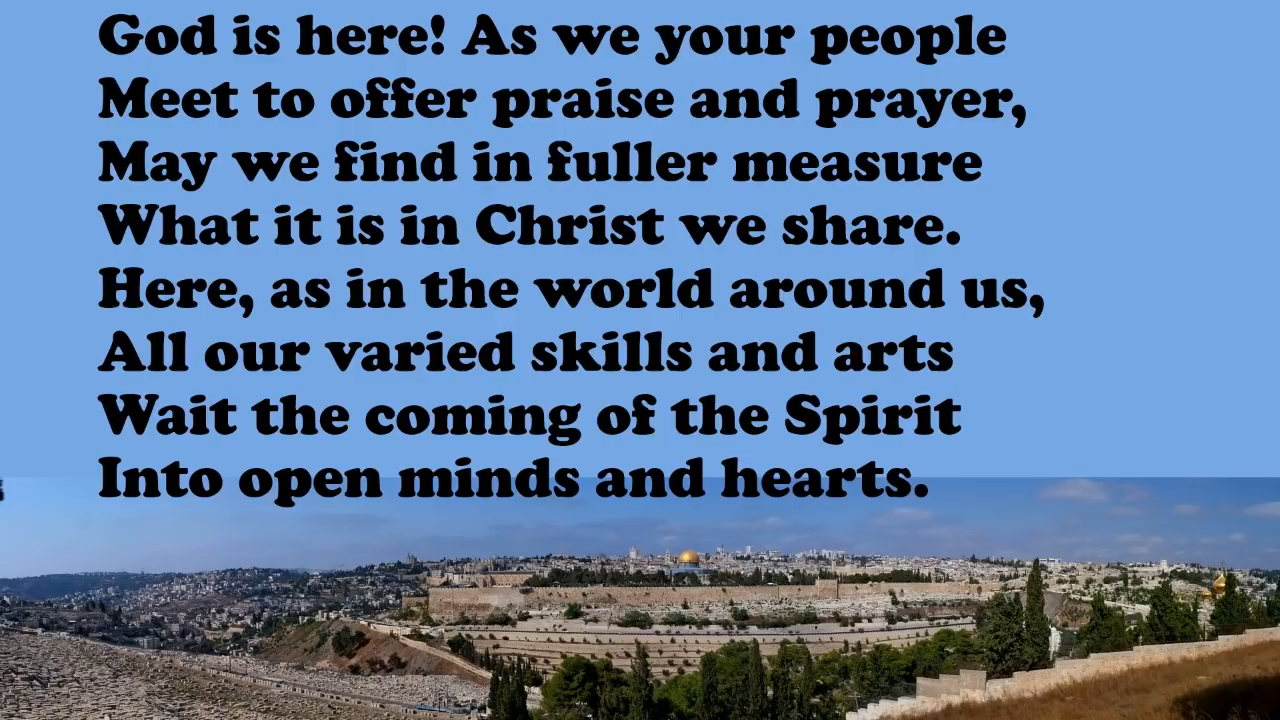 God is here! As we your people
Meet to offer praise and prayer,
May we find in fuller measure
What it is in Christ we share.
Here, as in the world around us,
All our varied skills and arts
Wait the coming of the Spirit
Into open minds and hearts.